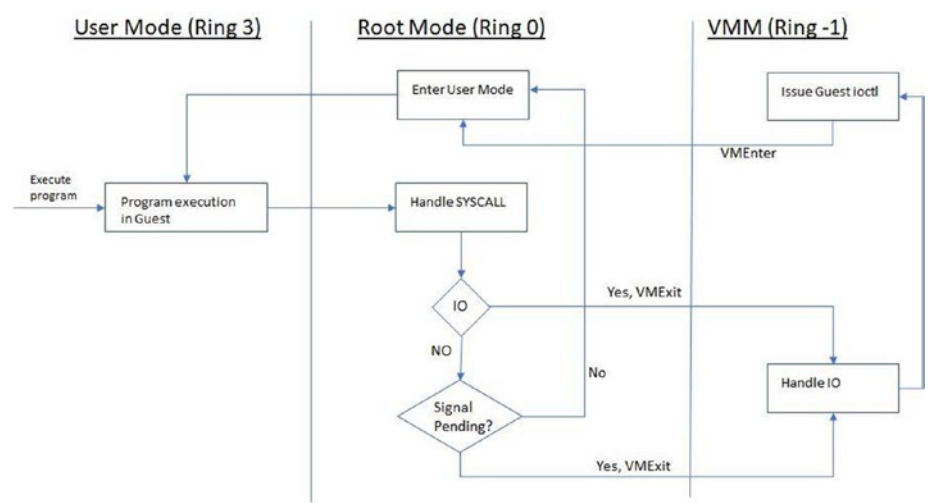 User Mode (Ring 3)
Root Mode (Ring 0)
VMM (Ring -1)
Enter User Mode
Issue Guest ioctl
VMEnter
Execute
program
Program execution
in Guest
Handle SYSCALL
IO
Yes, VMExit
NO
No
Handle IO
Signal
Pending?
Yes, VMExit